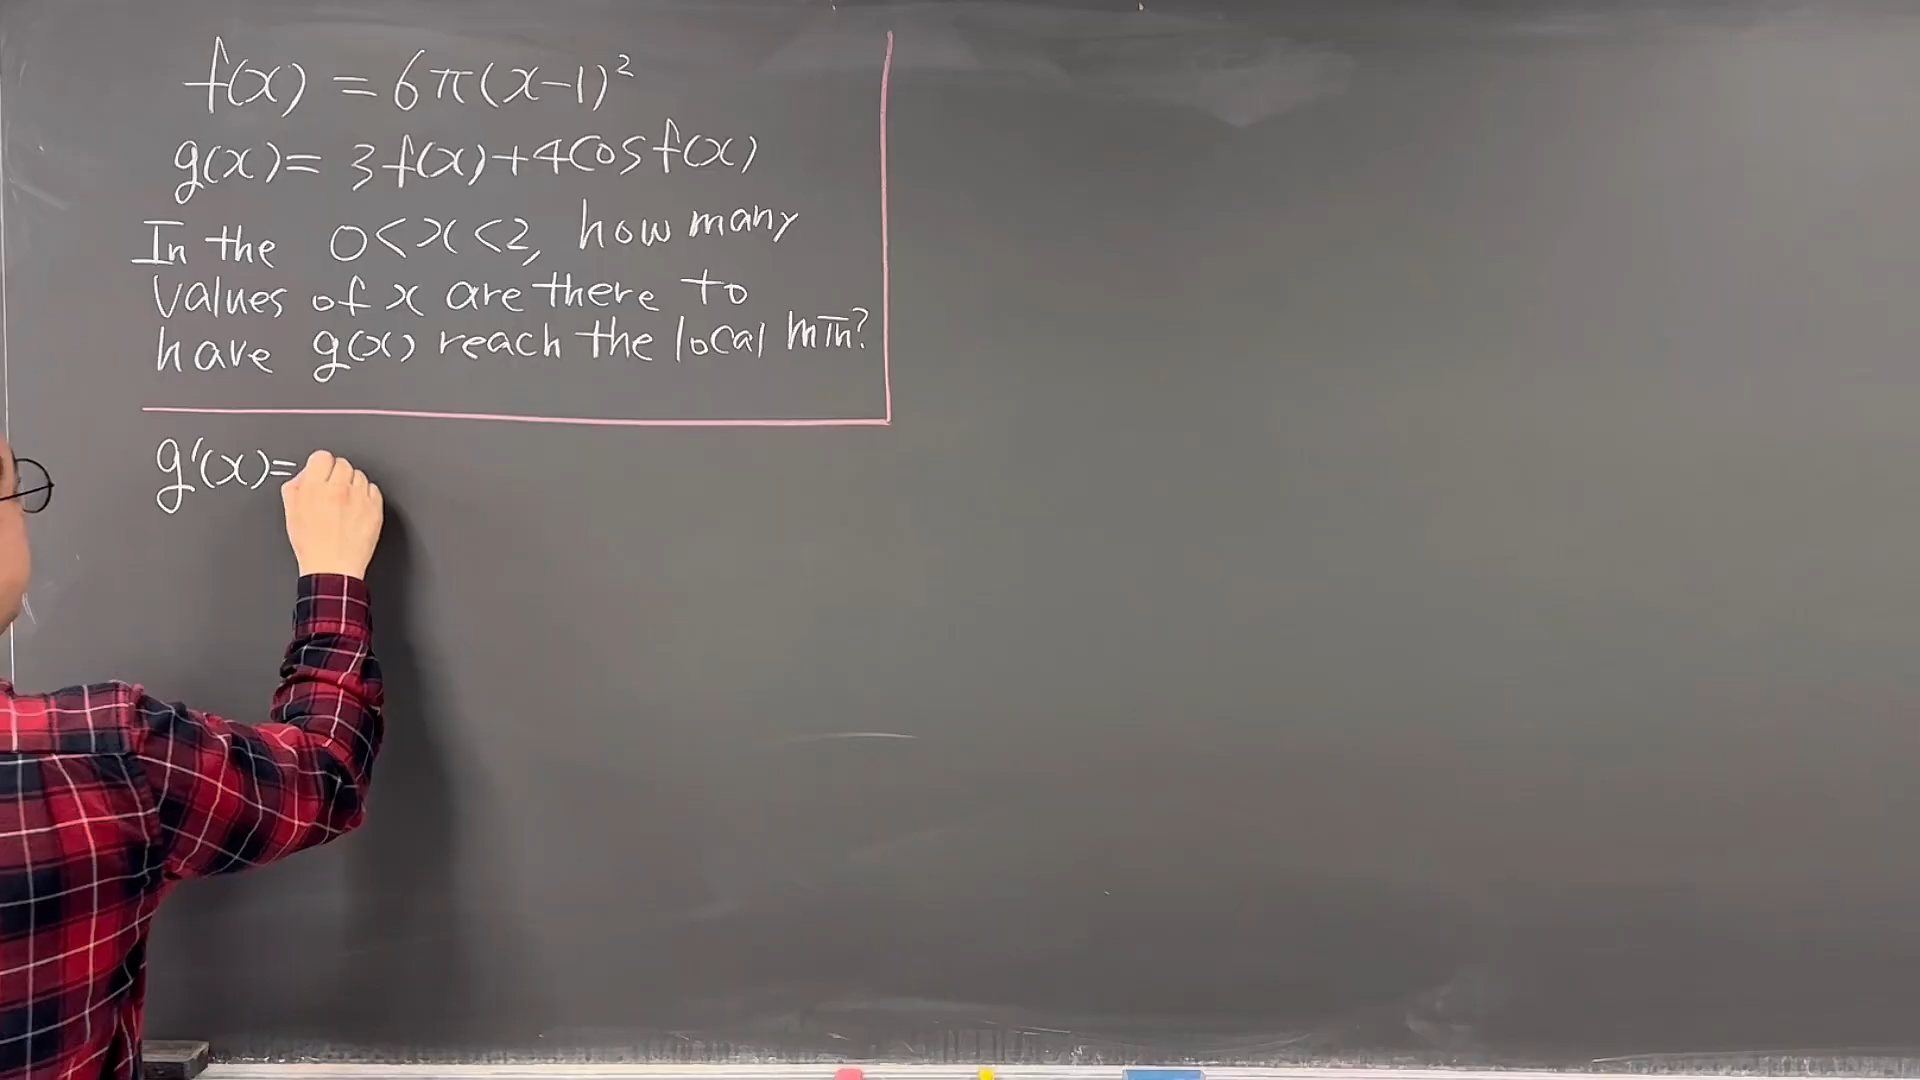 f(x) = 6π(x-1)²
g(x)= 3f(x)+4cosf(x)
In the 0<x<2, how many
values of x are there to
have g(x) reach the local min?
g'(x)=